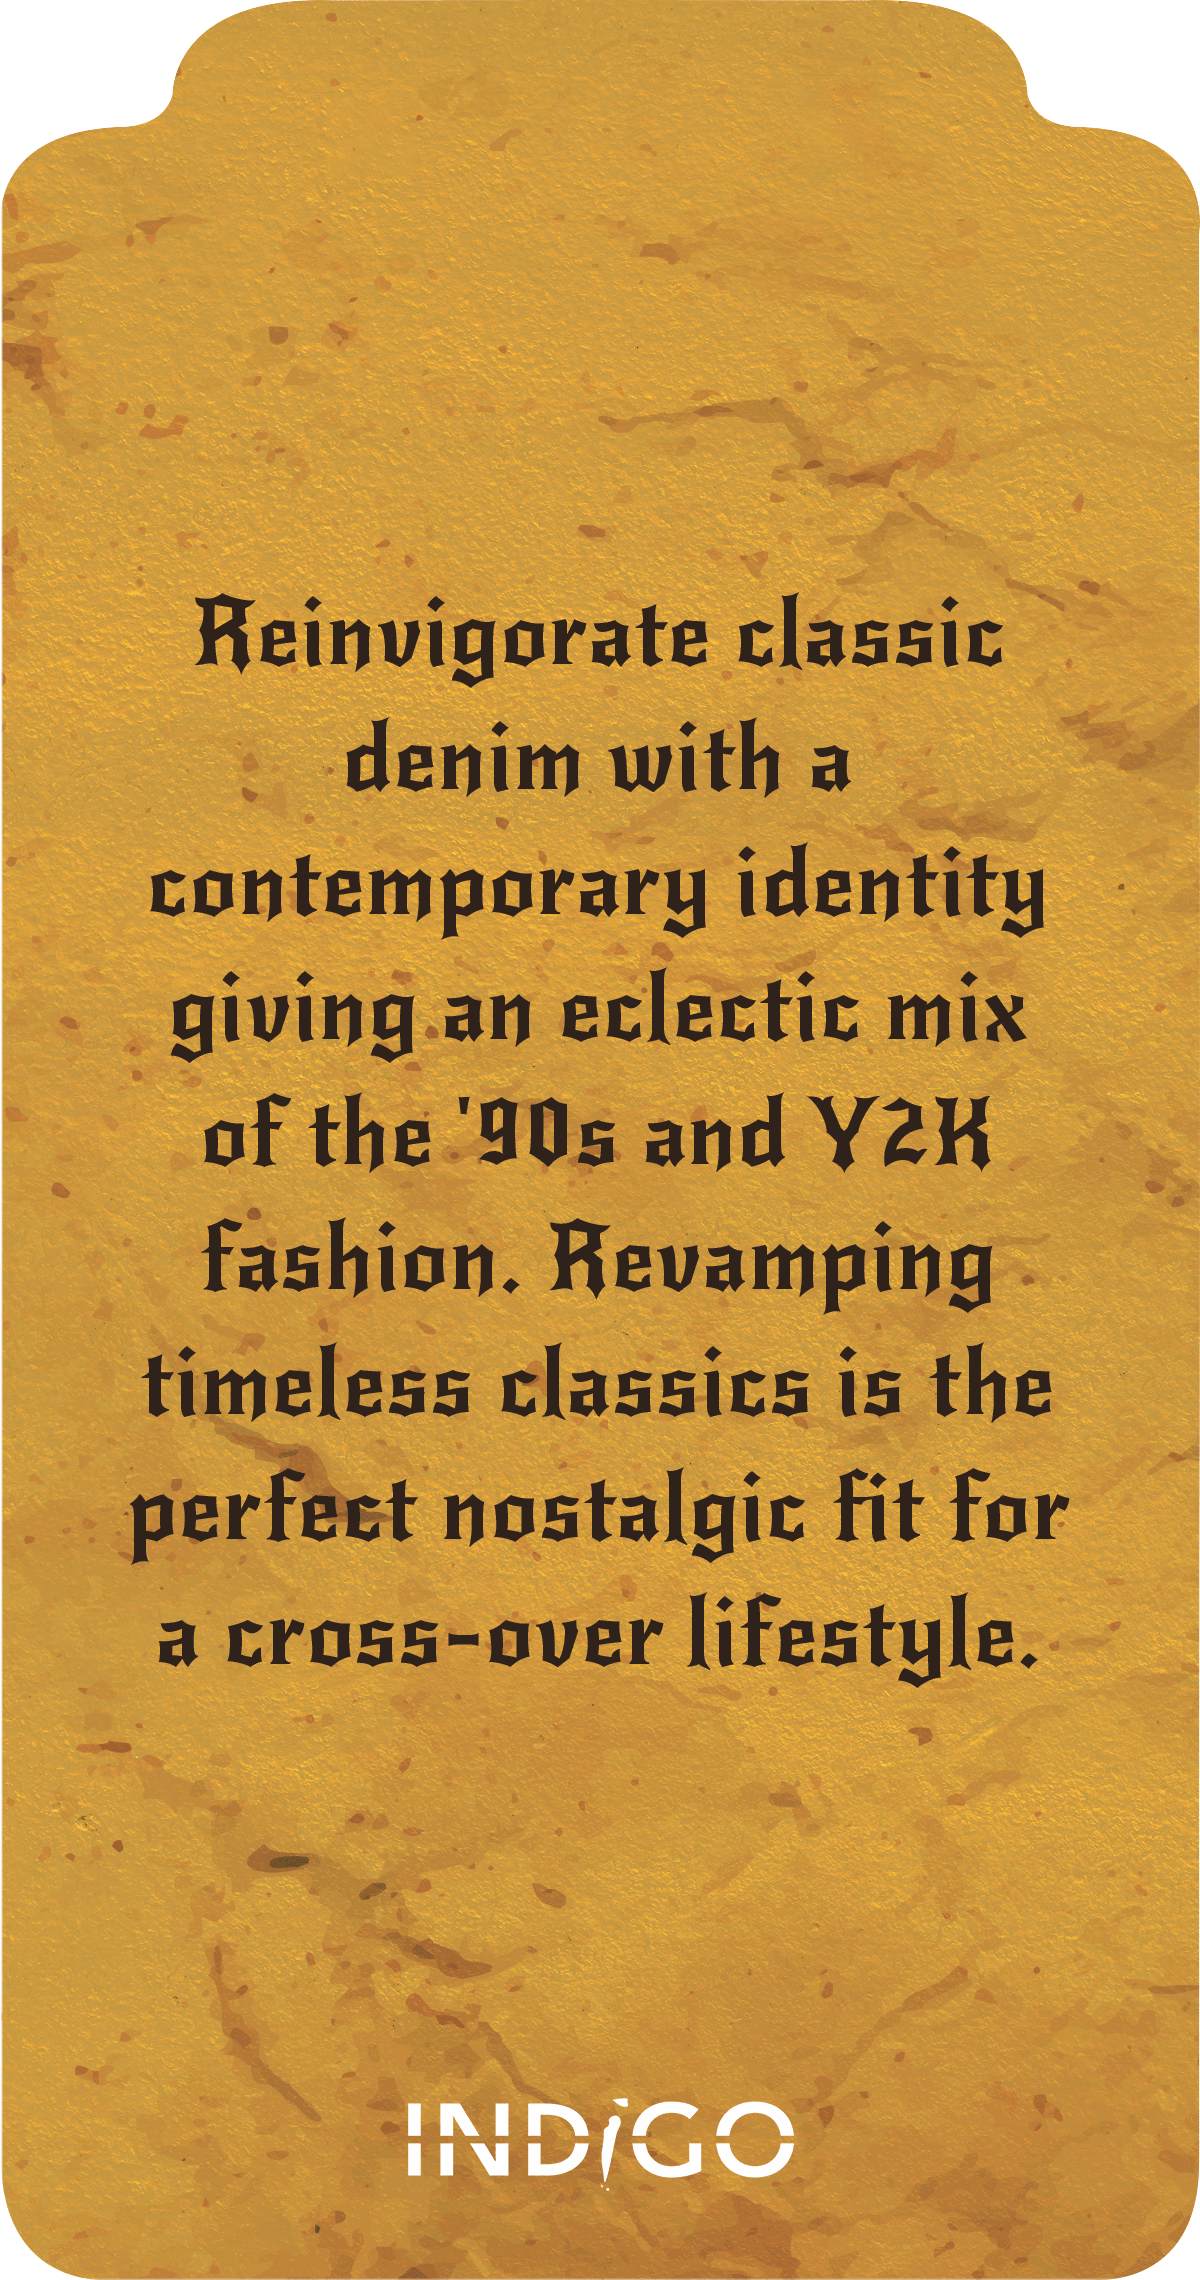 Reinvigorate classic
denim with a
contemporary identity
giving an eclectic mix
of the '90s and Y2K
fashion. Revamping
timeless classics is the
perfect nostalgic fit for
a cross-over lifestyle.
INDiGO